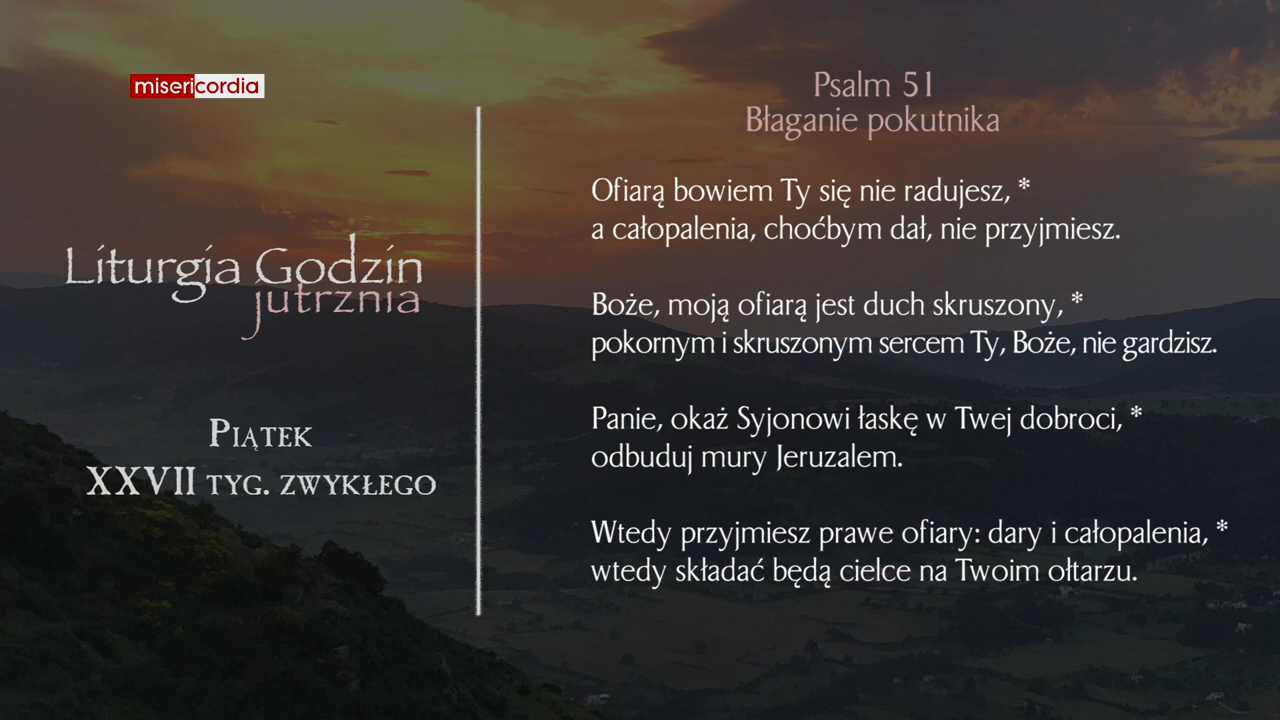 misericordia
Liturgia Godzin
jutrznia
Piątek
XXVII tyg. zwykłego
Psalm 51
Błaganie pokutnika
Ofiarą bowiem Ty się nie radujesz, *
a całopalenia, choćbym dał, nie przyjmiesz.
Boże, moją ofiarą jest duch skruszony, *
pokornym i skruszonym sercem Ty, Boże, nie gardzisz.
Panie, okaż Syjonowi łaskę w Twej dobroci, *
odbuduj mury Jeruzalem.
Wtedy przyjmiesz prawe ofiary: dary i całopalenia, *
wtedy składać będą cielce na Twoim ołtarzu.